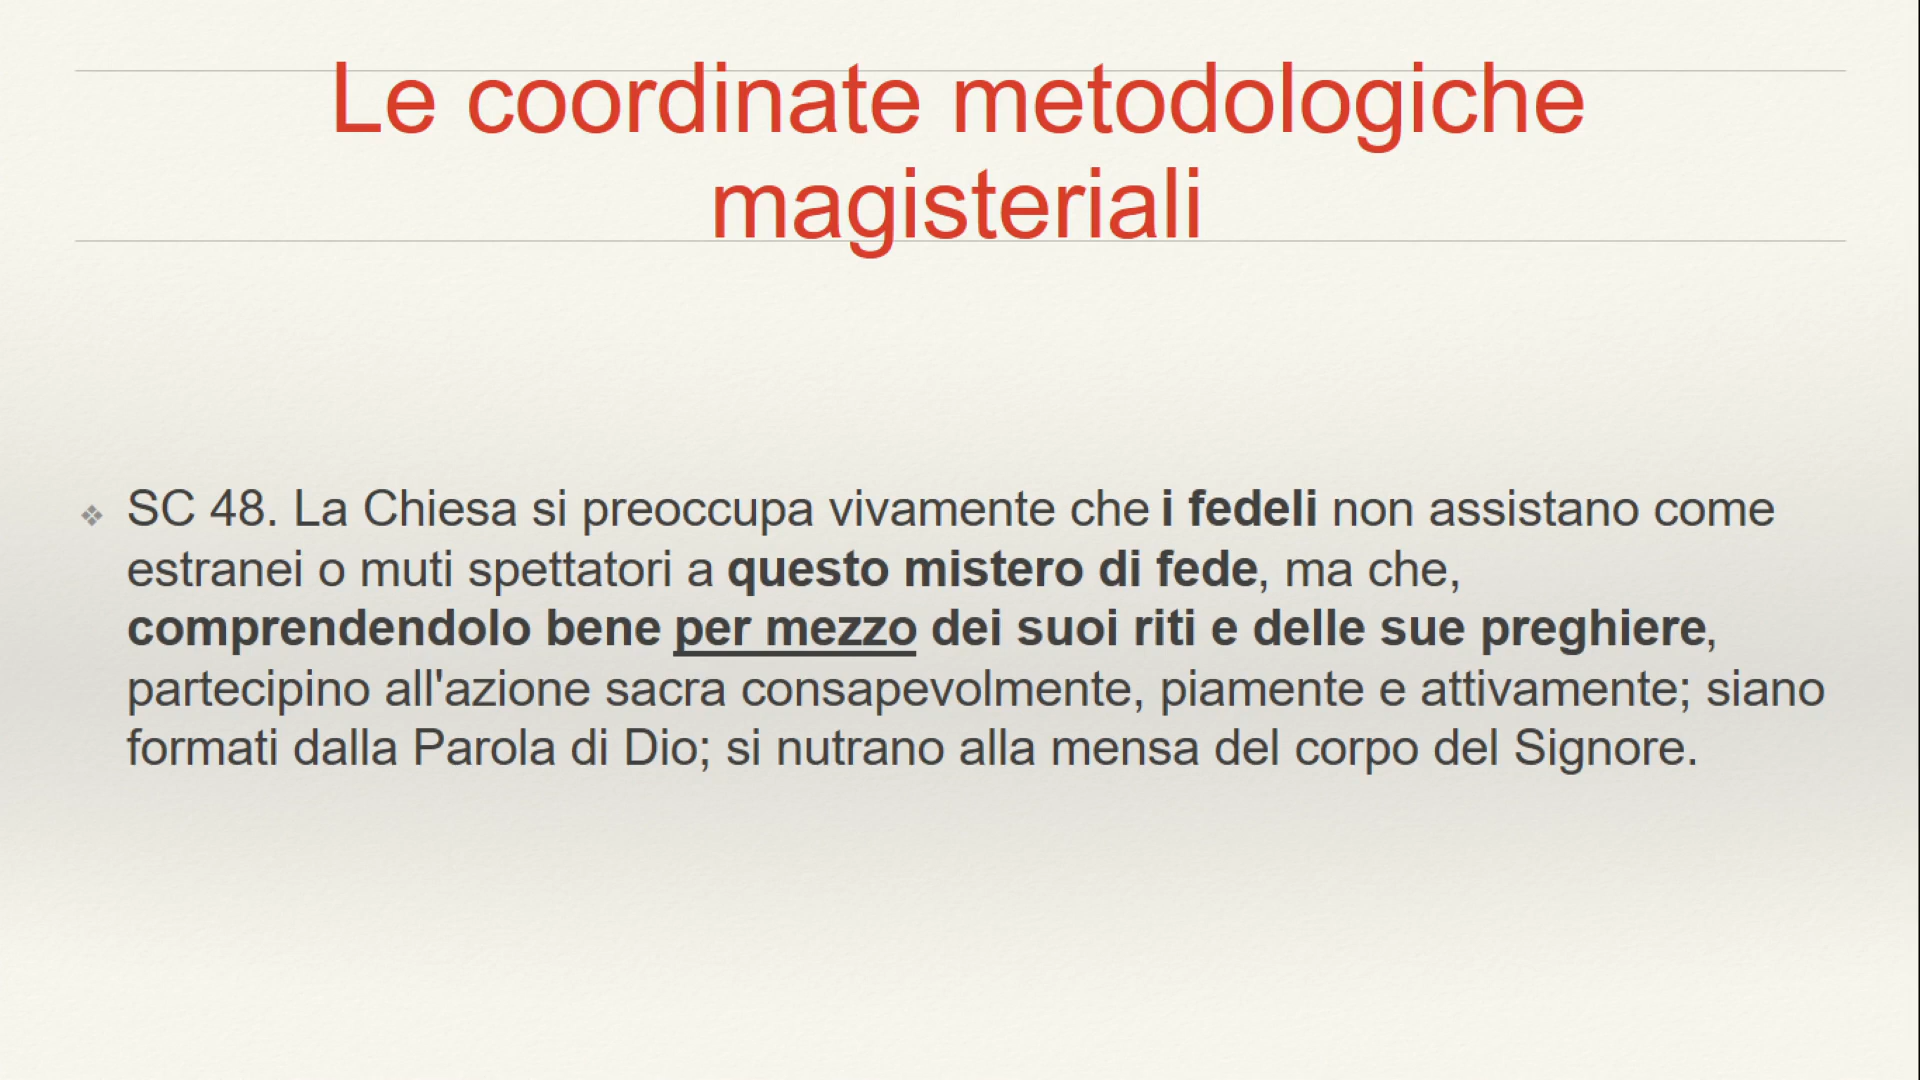 Le coordinate metodologiche
magisteriali
❖ SC 48. La Chiesa si preoccupa vivamente che i fedeli non assistano come
estranei o muti spettatori a questo mistero di fede, ma che,
comprendendolo bene per mezzo dei suoi riti e delle sue preghiere,
partecipino all'azione sacra consapevolmente, piamente e attivamente; siano
formati dalla Parola di Dio; si nutrano alla mensa del corpo del Signore.